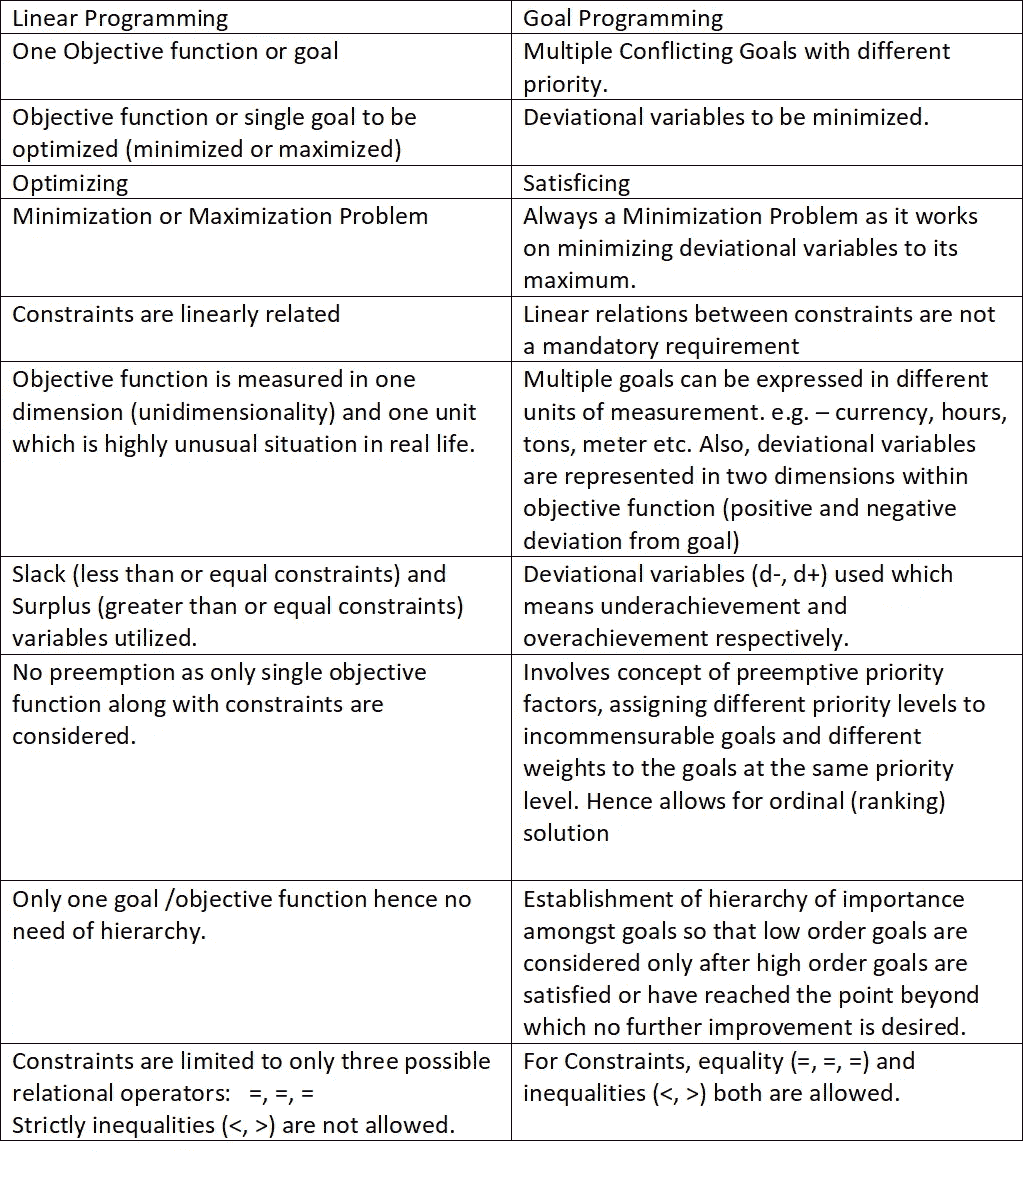 Linear Programming
Goal Programming
One Objective function or goal
Multiple Conflicting Goals with different
priority.
Objective function or single goal to be
optimized (minimized or maximized)
Deviational variables to be minimized.
Optimizing
Satisficing
Minimization or Maximization Problem
Always a Minimization Problem as it works
on minimizing deviational variables to its
maximum.
Constraints are linearly related
Linear relations between constraints are not
a mandatory requirement
Objective function is measured in one
dimension (unidimensionality) and one unit
which is highly unusual situation in real life.
Multiple goals can be expressed in different
units of measurement. e.g. – currency, hours,
tons, meter etc. Also, deviational variables
are represented in two dimensions within
objective function (positive and negative
deviation from goal)
Slack (less than or equal constraints) and
Surplus (greater than or equal constraints)
variables utilized.
Deviational variables (d-, d+) used which
means underachievement and
overachievement respectively.
No preemption as only single objective
function along with constraints are
considered.
Involves concept of preemptive priority
factors, assigning different priority levels to
incommensurable goals and different
weights to the goals at the same priority
level. Hence allows for ordinal (ranking)
solution
Only one goal /objective function hence no
need of hierarchy.
Establishment of hierarchy of importance
amongst goals so that low order goals are
considered only after high order goals are
satisfied or have reached the point beyond
which no further improvement is desired.
Constraints are limited to only three possible
relational operators: =, =, =
Strictly inequalities (<, >) are not allowed.
For Constraints, equality (=, =, =) and
inequalities (<, >) both are allowed.